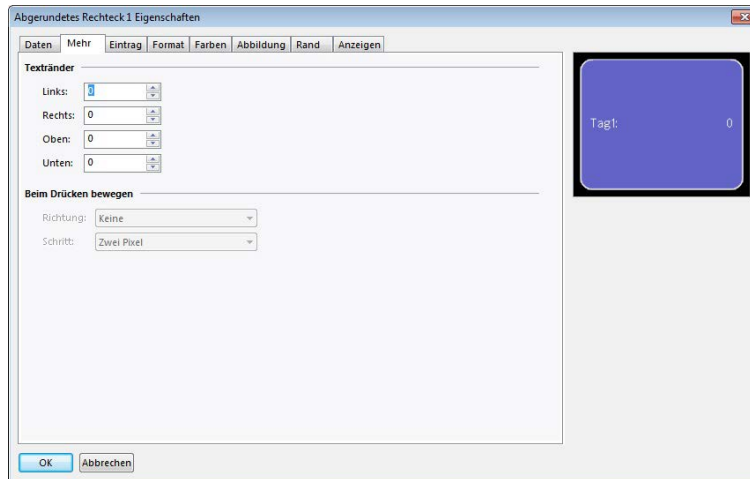 Abgerundetes Rechteck 1 Eigenschaften
Daten Mehr Eintrag Format Farben Abbildung Rand Anzeigen
Textränder
Links: 0
Rechts: 0
Oben: 0
Unten: 0
Beim Drücken bewegen
Richtung: Keine
Schritt: Zwei Pixel
Tag1: 0
OK Abbrechen